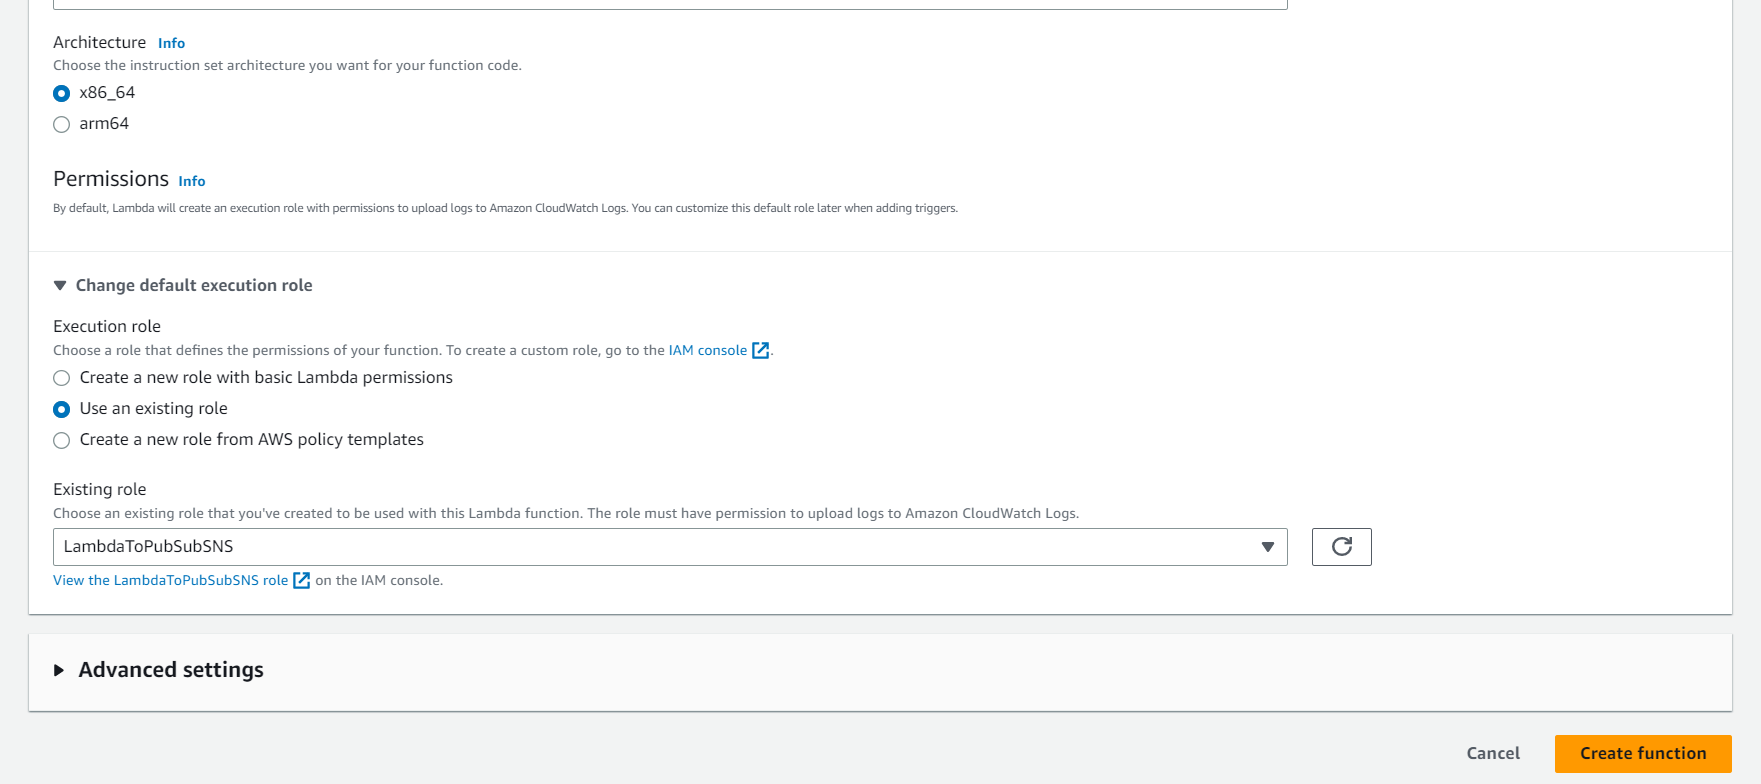 Architecture Info
Choose the instruction set architecture you want for your function code.
x86_64
arm64
Permissions Info
By default, Lambda will create an execution role with permissions to upload logs to Amazon CloudWatch Logs. You can customize this default role later when adding triggers.
Change default execution role
Execution role
Choose a role that defines the permissions of your function. To create a custom role, go to the IAM console.
Create a new role with basic Lambda permissions
Use an existing role
Create a new role from AWS policy templates
Existing role
Choose an existing role that you've created to be used with this Lambda function. The role must have permission to upload logs to Amazon CloudWatch Logs.
LambdaToPubSubSNS
View the LambdaToPubSubSNS role on the IAM console.
Advanced settings
Cancel Create function